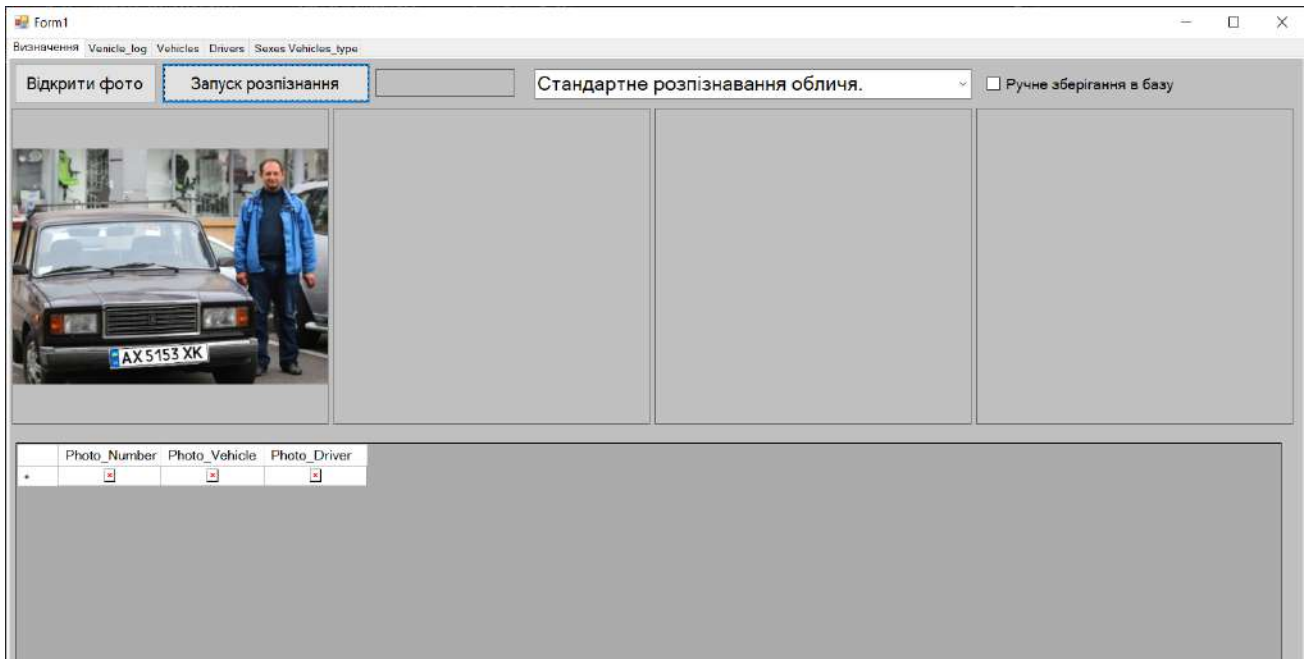 Form1
Визначення Venicle_log Vehicles Drivers Sexes Vehicles_type
Відкрити фото Запуск розпізнання Стандартне розпізнавання обличя. Ручне зберігання в базу
AX 5153 XK
Photo_Number Photo_Vehicle Photo_Driver